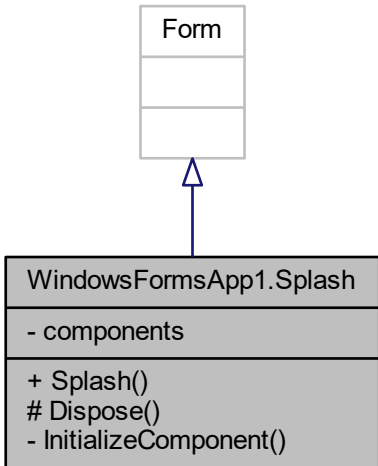 Form
WindowsFormsApp1.Splash
- components
+ Splash()
# Dispose()
- InitializeComponent()